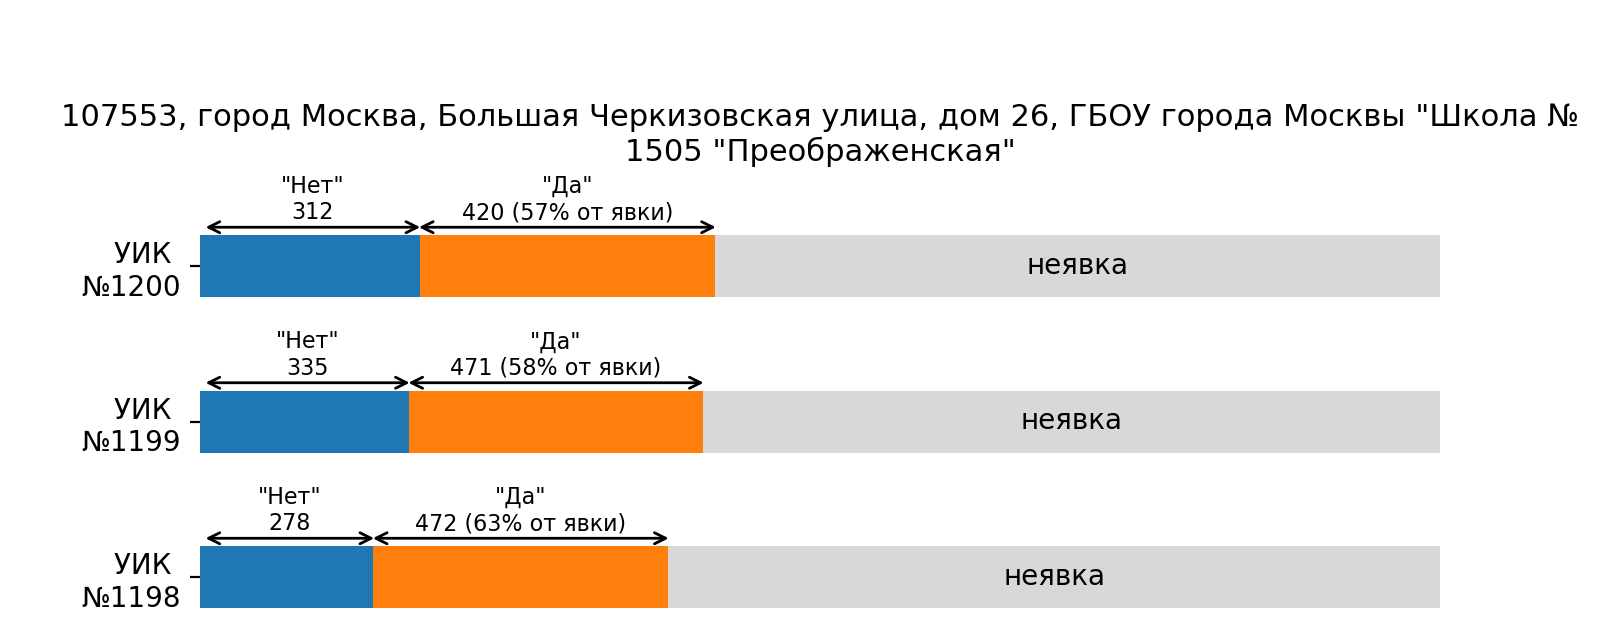 107553, город Москва, Большая Черкизовская улица, дом 26, ГБОУ города Москвы "Школа №
1505 "Преображенская"
"Нет"
312
"Да"
420 (57% от явки)
УИК
№1200
неявка
"Нет"
335
"Да"
471 (58% от явки)
УИК
№1199
неявка
"Нет"
278
"Да"
472 (63% от явки)
УИК
№1198
неявка